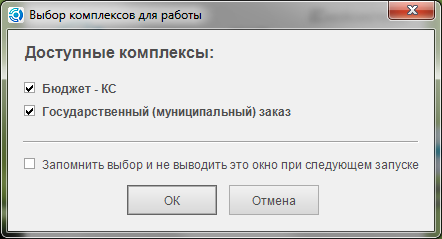 Выбор комплексов для работы
Доступные комплексы:
Бюджет - КС
Государственный (муниципальный) заказ
Запомнить выбор и не выводить это окно при следующем запуске
ОК Отмена